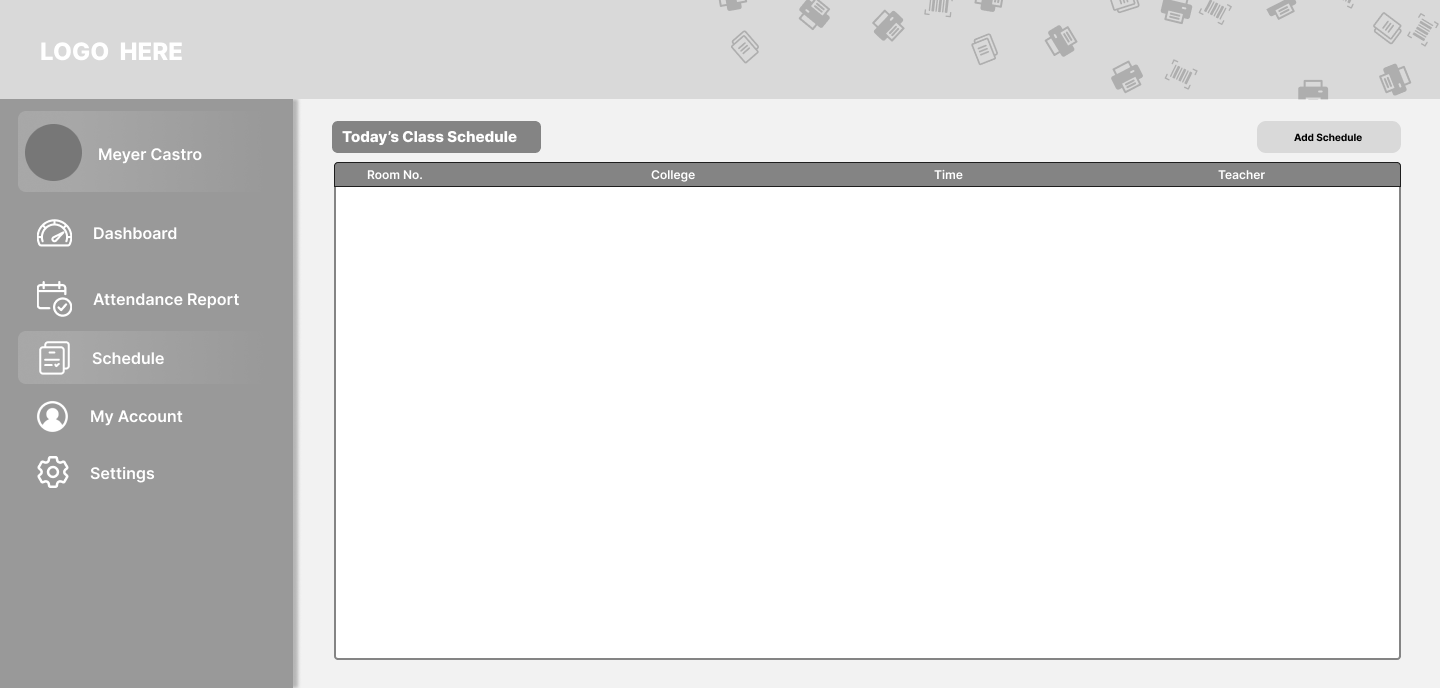 LOGO HERE
Meyer Castro
Dashboard
Attendance Report
Schedule
My Account
Settings
Today’s Class Schedule
Add Schedule
Room No. College Time Teacher